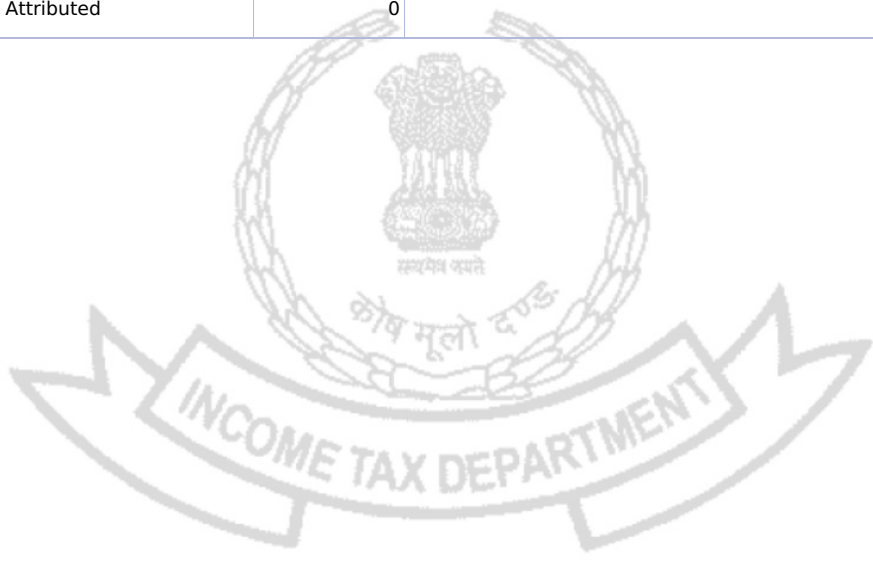 Attributed 0
सत्यमेव जयते
कोष मूलो दण्ड:
INCOME TAX DEPARTMENT